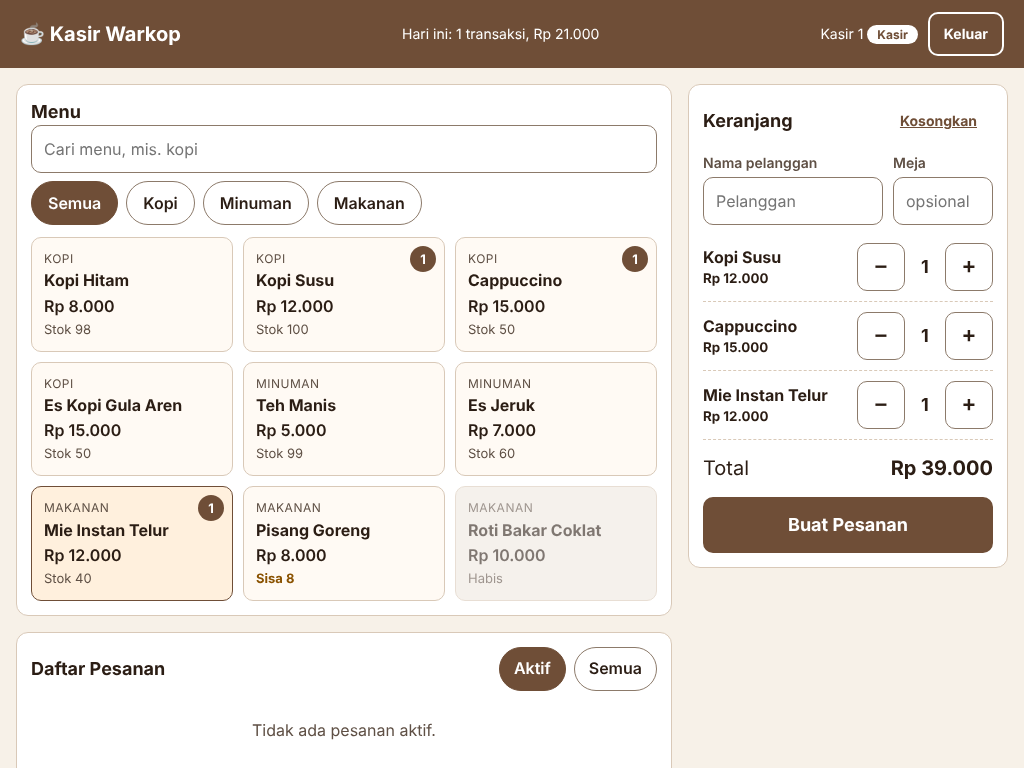 ☕ Kasir Warkop
Hari ini: 1 transaksi, Rp 21.000
Kasir 1 Kasir
Keluar
Menu
Cari menu, mis. kopi
Semua
Kopi
Minuman
Makanan
KOPI
Kopi Hitam
Rp 8.000
Stok 98
KOPI
1
Kopi Susu
Rp 12.000
Stok 100
KOPI
1
Cappuccino
Rp 15.000
Stok 50
KOPI
Es Kopi Gula Aren
Rp 15.000
Stok 50
MINUMAN
Teh Manis
Rp 5.000
Stok 99
MINUMAN
Es Jeruk
Rp 7.000
Stok 60
MAKANAN
1
Mie Instan Telur
Rp 12.000
Stok 40
MAKANAN
Pisang Goreng
Rp 8.000
Sisa 8
MAKANAN
Roti Bakar Coklat
Rp 10.000
Habis
Daftar Pesanan
Aktif
Semua
Tidak ada pesanan aktif.
Keranjang
Kosongkan
Nama pelanggan
Meja
Pelanggan
opsional
Kopi Susu
Rp 12.000
− 1 +
Cappuccino
Rp 15.000
− 1 +
Mie Instan Telur
Rp 12.000
− 1 +
Total
Rp 39.000
Buat Pesanan